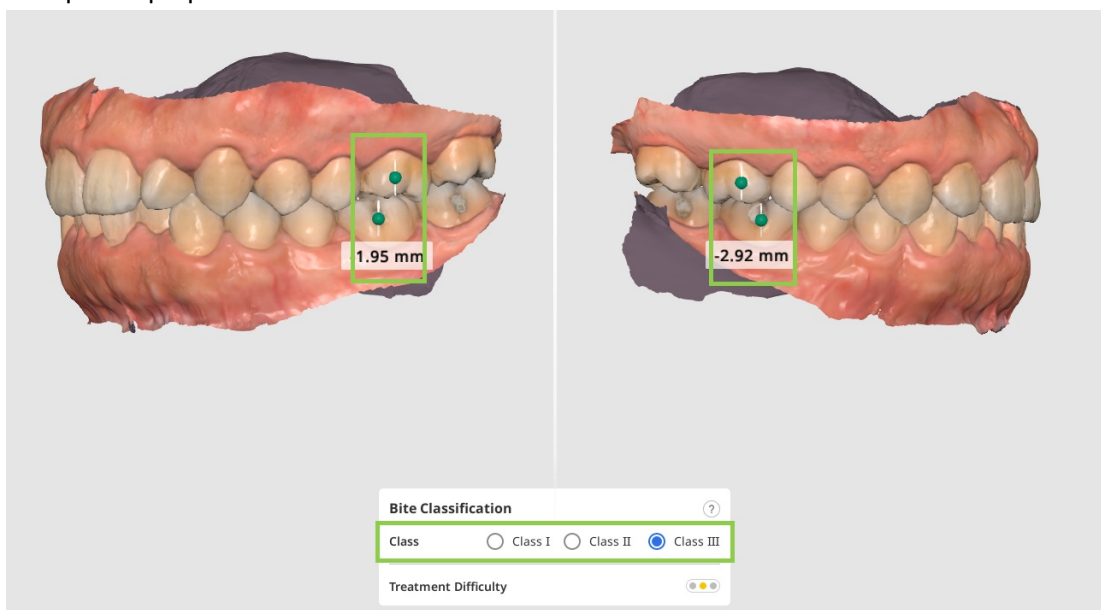 -1.95 mm
-2.92 mm
Bite Classification ?
Class Class I Class II Class III
Treatment Difficulty